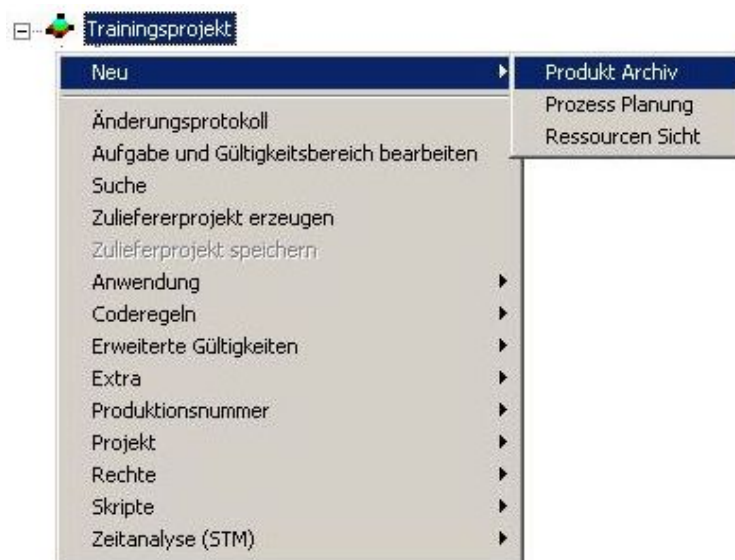 Trainingsprojekt
Neu
Produkt Archiv
Prozess Planung
Ressourcen Sicht
Änderungsprotokoll
Aufgabe und Gültigkeitsbereich bearbeiten
Suche
Zuliefererprojekt erzeugen
Zulieferprojekt speichern
Anwendung
Coderegeln
Erweiterte Gültigkeiten
Extra
Produktionsnummer
Projekt
Rechte
Skripte
Zeitanalyse (STM)